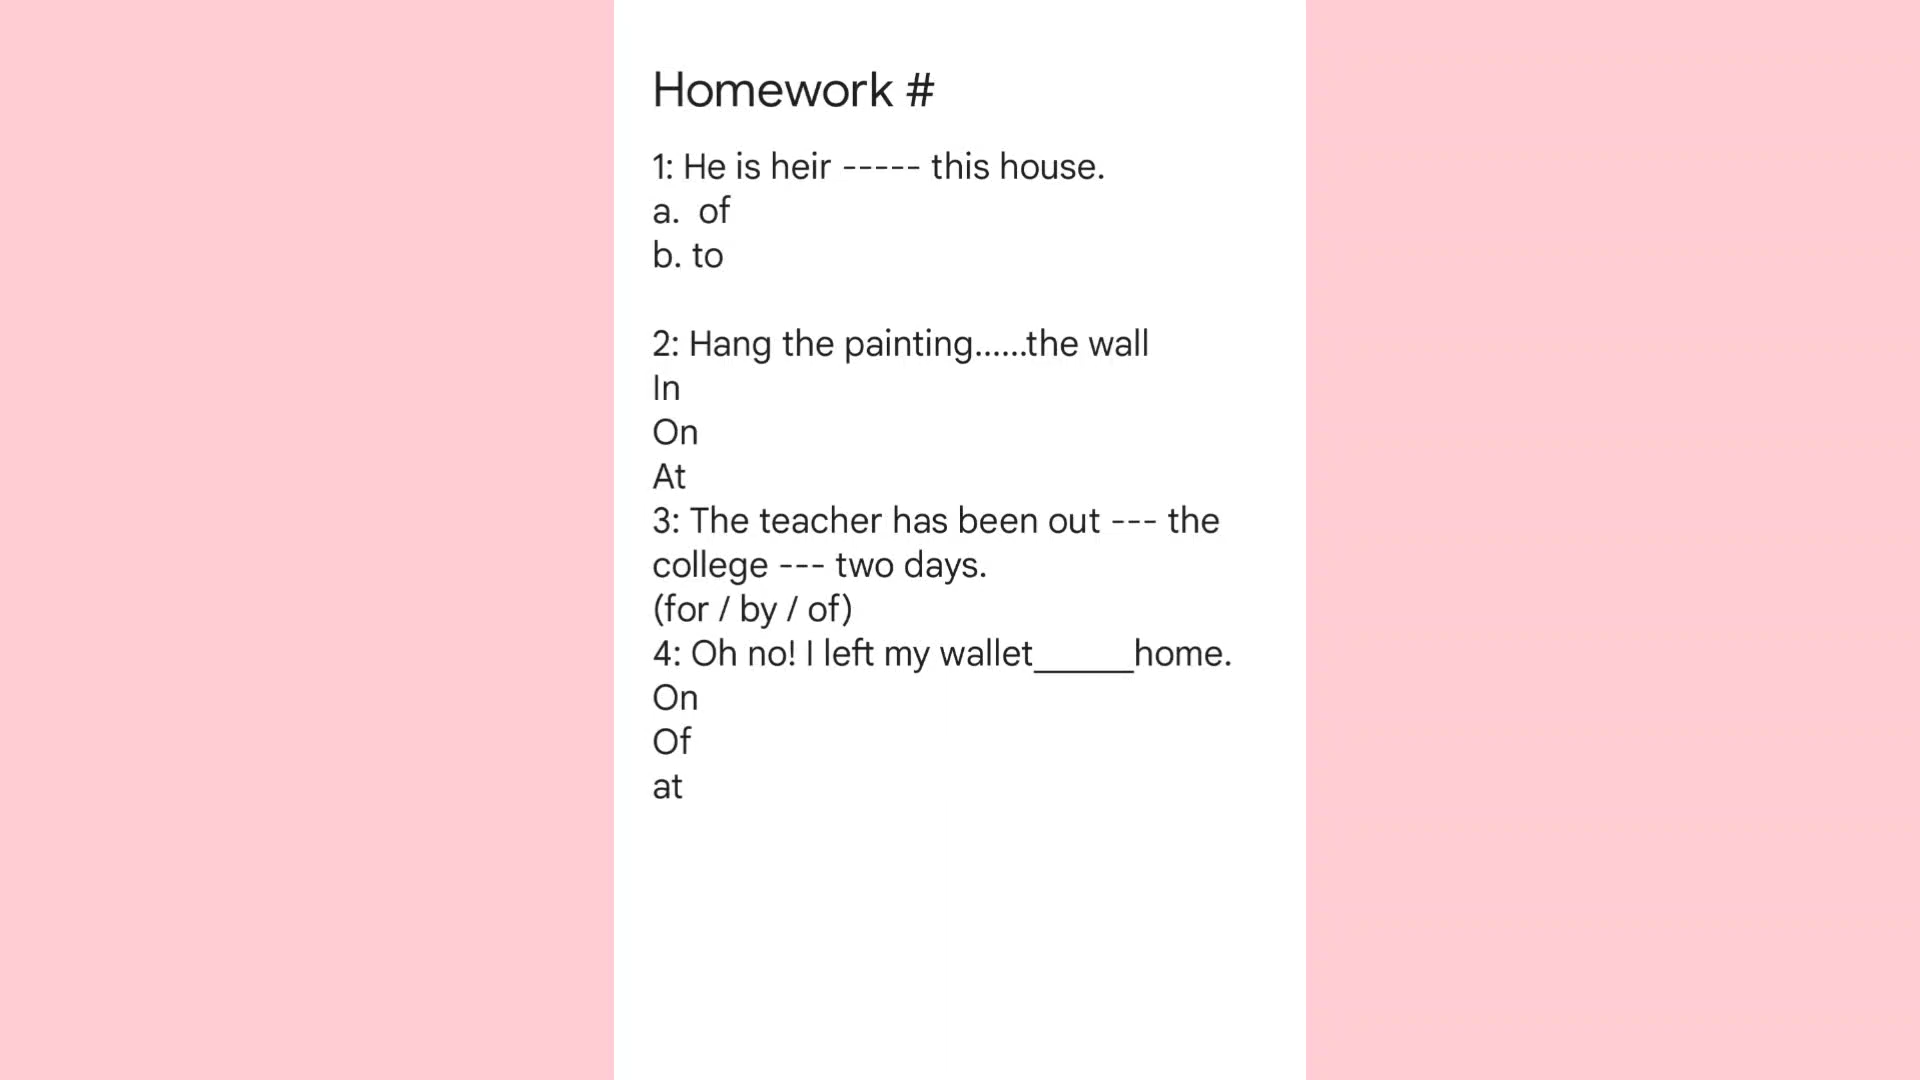 Homework #
1: He is heir ----- this house.
a.  of
b. to
2: Hang the painting......the wall
In
On
At
3: The teacher has been out --- the
college --- two days.
(for / by / of)
4: Oh no! I left my wallet______home.
On
Of
at